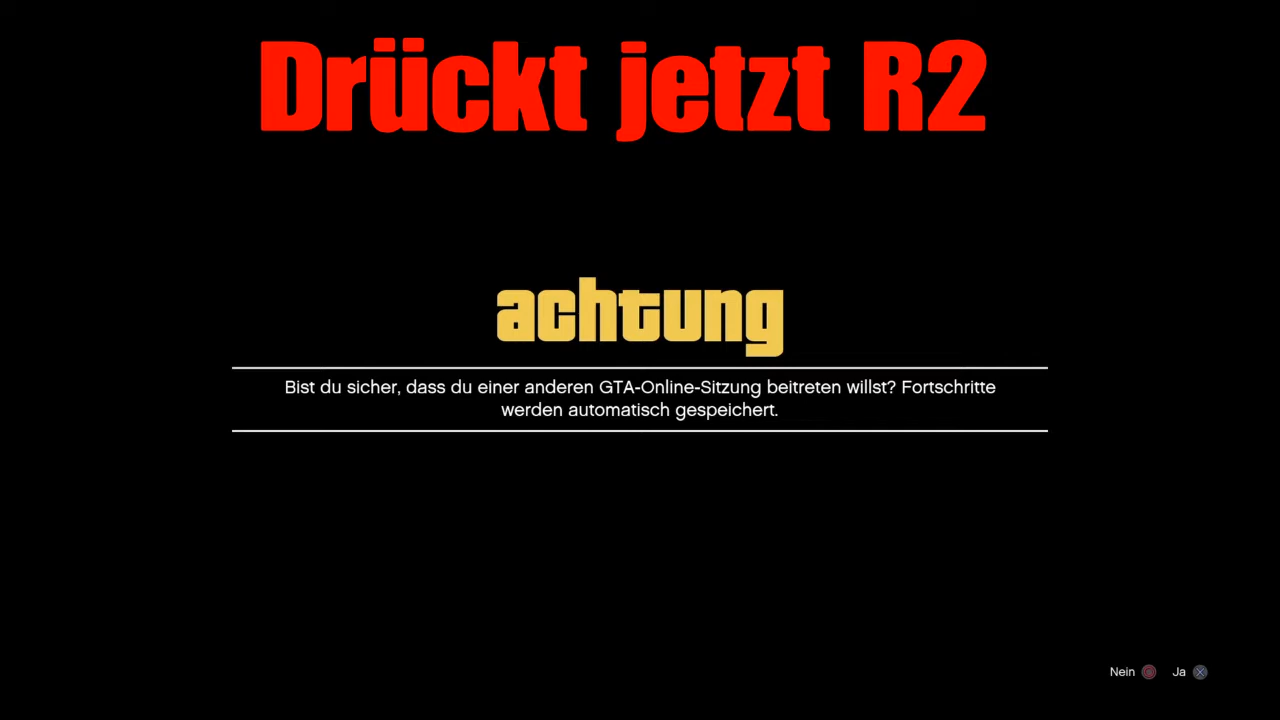 Drückt jetzt R2
achtung
Bist du sicher, dass du einer anderen GTA-Online-Sitzung beitreten willst? Fortschritte
werden automatisch gespeichert.
Nein Ja